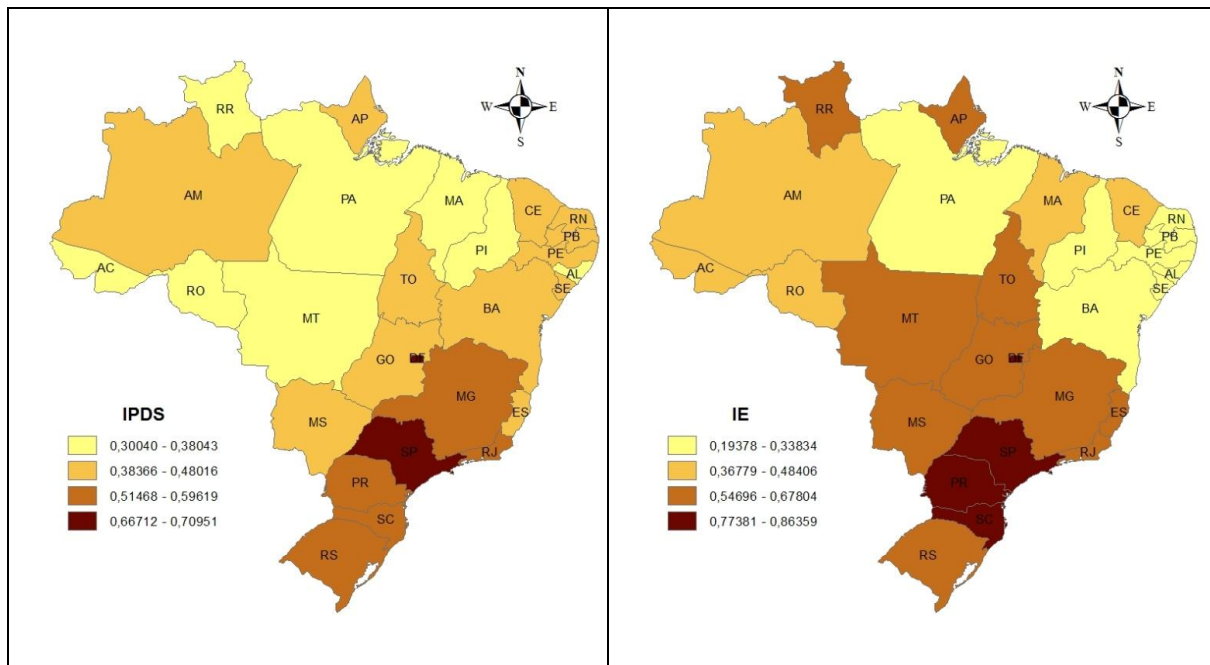 N
W E
S
RR
AP
AM
PA
MA
CE
RN
PB
PE
PI
AL
SE
AC
TO
RO
BA
MT
GO
DF
MG
ES
MS
SP
RJ
PR
SC
RS
IPDS
0,30040 - 0,38043
0,38366 - 0,48016
0,51468 - 0,59619
0,66712 - 0,70951
N
W E
S
RR
AP
AM
PA
MA
CE
RN
PB
PE
PI
AL
SE
AC
TO
RO
BA
MT
GO
DF
MG
ES
MS
SP
RJ
PR
SC
RS
IE
0,19378 - 0,33834
0,36779 - 0,48406
0,54696 - 0,67804
0,77381 - 0,86359